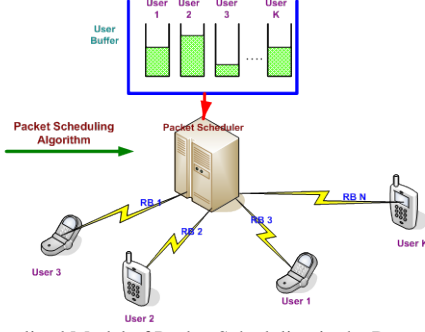 User 1
User 2
User 3
User K
User Buffer
....
Packet Scheduling Algorithm
Packet Scheduler
RB 1
RB 2
RB 3
RB N
User 3
User 2
User 1
User K